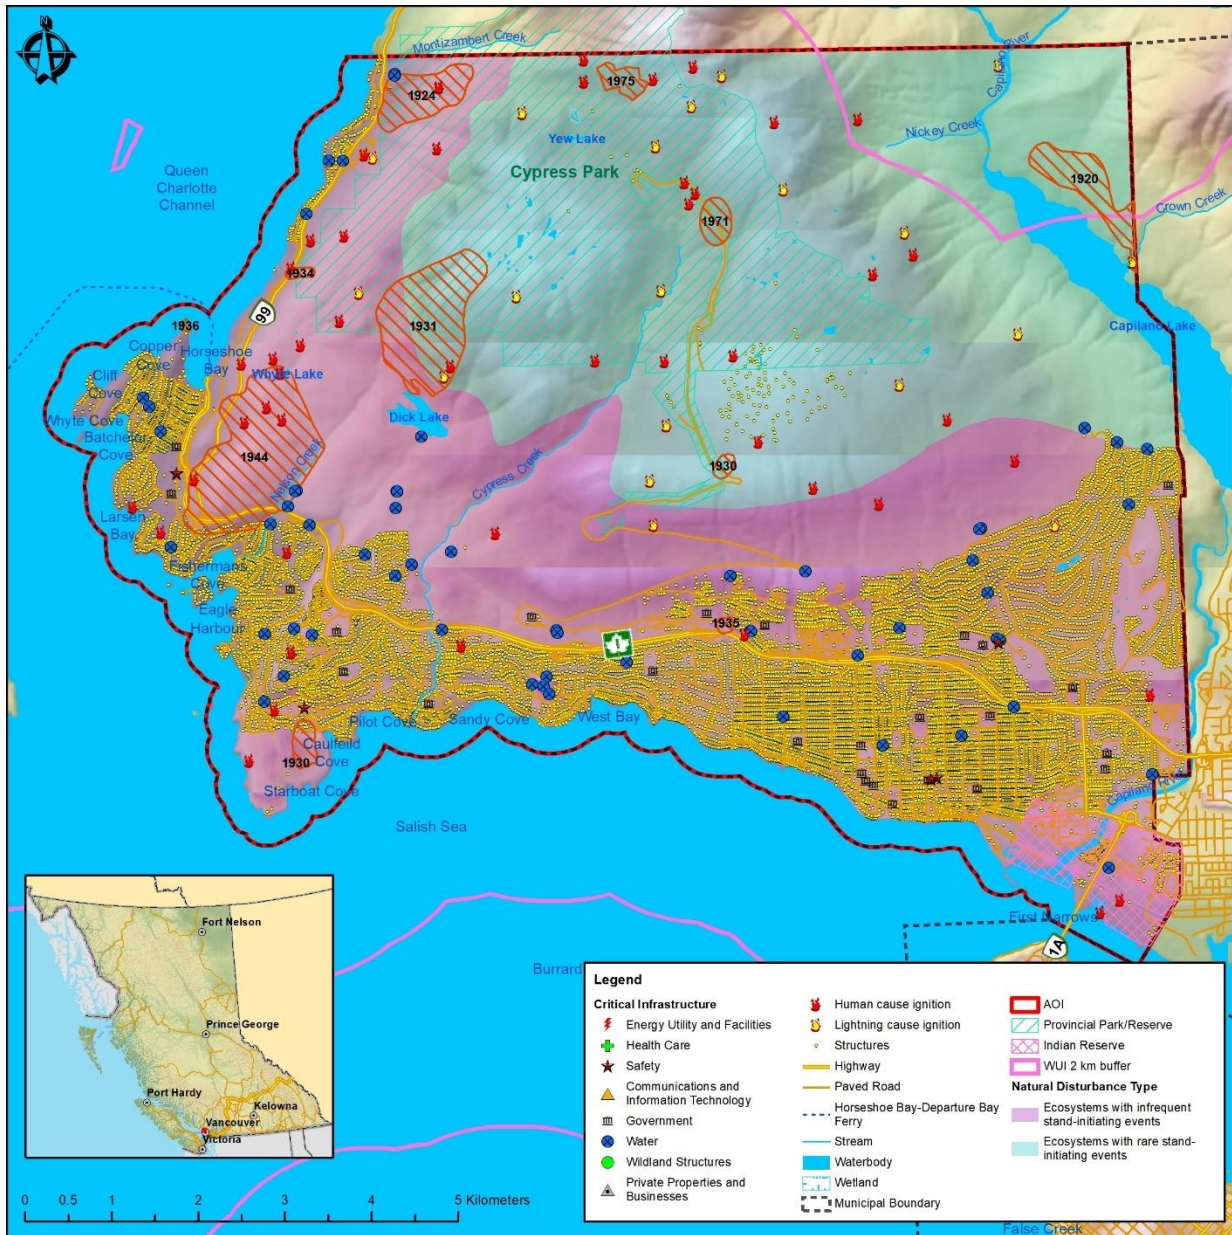 N
Montizambert Creek
Capilano River
1924
1975
Nickey Creek
Yew Lake
Queen
Charlotte
Channel
Cypress Park
1920
Crown Creek
1971
1934
99
1931
1936
Copper
Cove
Horseshoe
Bay
Capilano Lake
Cliff
Cove
Whyte Lake
Whyte Cove
Dick Lake
Batchelor
Cove
1944
Nelson Creek
Cypress Creek
1930
Larsen
Bay
Fishermans
Cove
Eagle
Harbour
1935
1
Pilot Cove
Sandy Cove
West Bay
Caulfeild
Cove
1930
Starboat Cove
Capilano River
Salish Sea
First Narrows
1A
Burrard
Fort Nelson
Prince George
Port Hardy
Kelowna
Vancouver
Victoria
0 0.5 1 2 3 4 5 Kilometers
Legend
Critical Infrastructure
Energy Utility and Facilities
Health Care
Safety
Communications and
Information Technology
Government
Water
Wildland Structures
Private Properties and
Businesses
Human cause ignition
Lightning cause ignition
Structures
Highway
Paved Road
Horseshoe Bay-Departure Bay
Ferry
Stream
Waterbody
Wetland
Municipal Boundary
AOI
Provincial Park/Reserve
Indian Reserve
WUI 2 km buffer
Natural Disturbance Type
Ecosystems with infrequent
stand-initiating events
Ecosystems with rare stand-
initiating events
False Creek